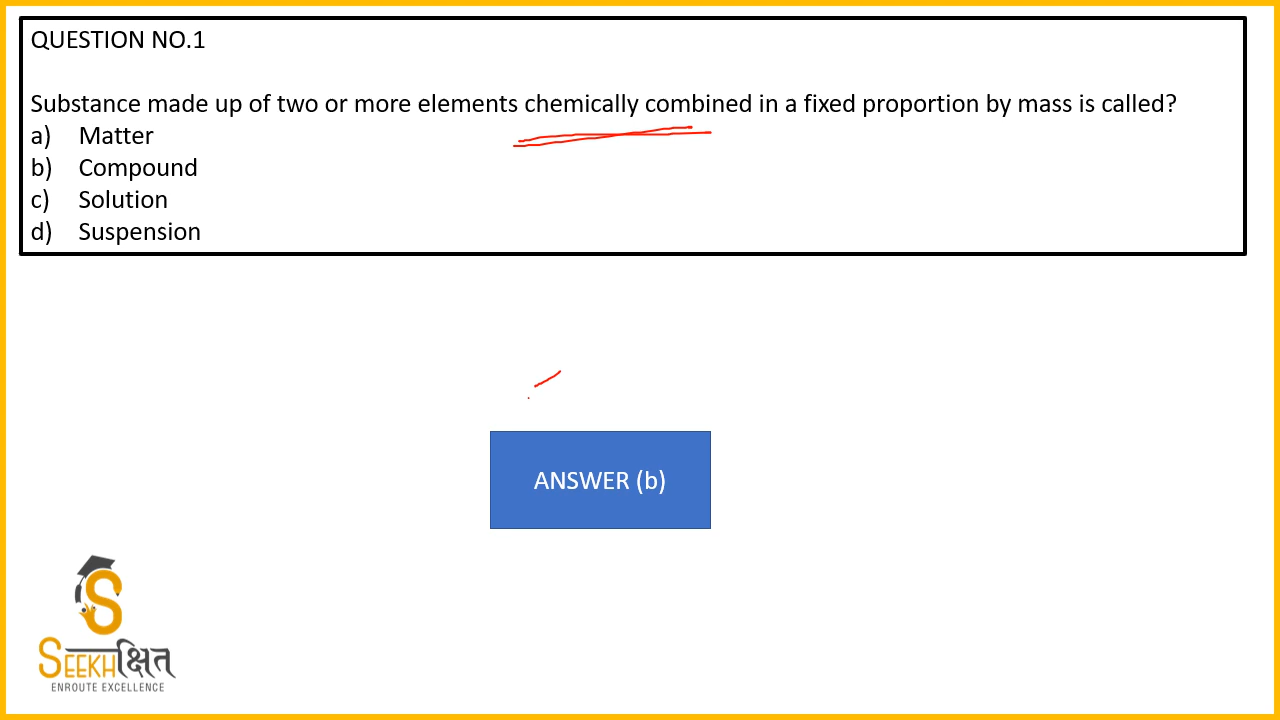 QUESTION NO.1
Substance made up of two or more elements chemically combined in a fixed proportion by mass is called?
a) Matter
b) Compound
c) Solution
d) Suspension
ANSWER (b)
S
SEEKHक्षित
ENROUTE EXCELLENCE